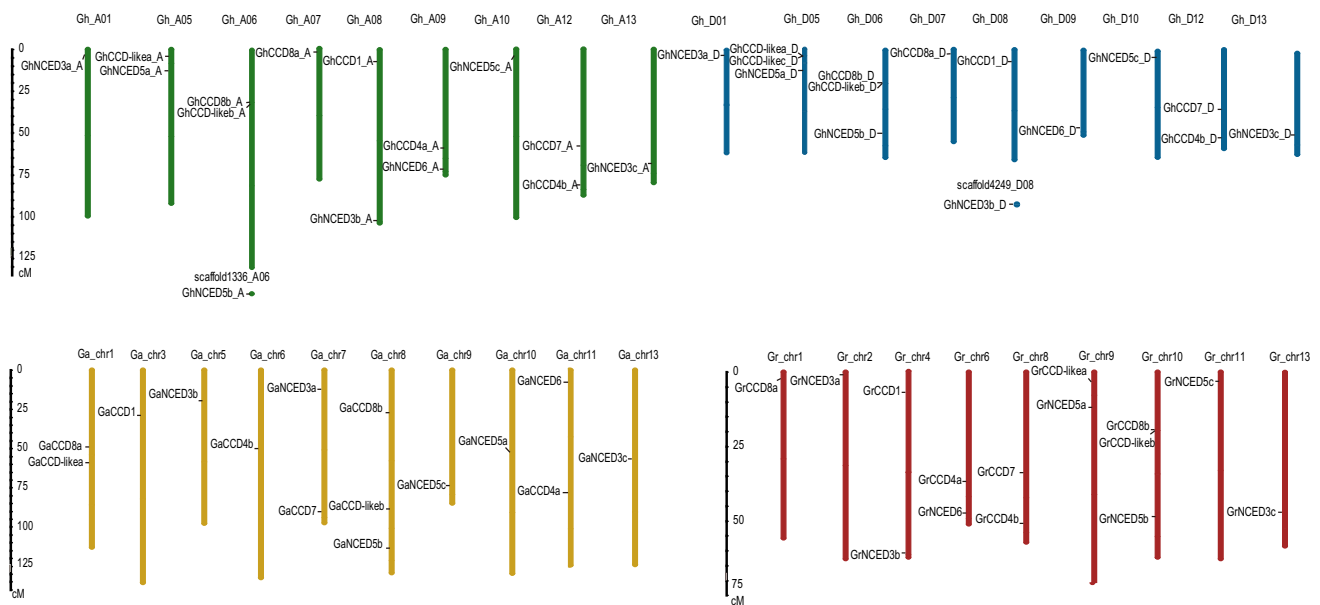 Gh_A01 Gh_A05 Gh_A06 Gh_A07 Gh_A08 Gh_A09 Gh_A10 Gh_A12 Gh_A13 Gh_D01 Gh_D05 Gh_D06 Gh_D07 Gh_D08 Gh_D09 Gh_D10 Gh_D12 Gh_D13
0
25
50
75
100
125
cM
GhNCED3a_A
GhCCD-likea_A
GhNCED5a_A
GhCCD8b_A
GhCCD-likeb_A
scaffold1336_A06
GhNCED5b_A
GhCCD8a_A
GhCCD1_A
GhNCED3b_A
GhCCD4a_A
GhNCED6_A
GhNCED5c_A
GhCCD7_A
GhCCD4b_A
GhNCED3c_A
GhNCED3a_D
GhCCD-likea_D
GhCCD-likec_D
GhNCED5a_D
GhCCD8b_D
GhCCD-likeb_D
GhNCED5b_D
GhCCD8a_D
GhCCD1_D
scaffold4249_D08
GhNCED3b_D
GhNCED6_D
GhNCED5c_D
GhCCD7_D
GhCCD4b_D
GhNCED3c_D
Ga_chr1 Ga_chr3 Ga_chr5 Ga_chr6 Ga_chr7 Ga_chr8 Ga_chr9 Ga_chr10 Ga_chr11 Ga_chr13
0
25
50
75
100
125
cM
GaCCD8a
GaCCD-likea
GaCCD1
GaNCED3b
GaCCD4b
GaNCED3a
GaCCD7
GaCCD8b
GaCCD-likeb
GaNCED5b
GaNCED5c
GaNCED5a
GaNCED6
GaCCD4a
GaNCED3c
Gr_chr1 Gr_chr2 Gr_chr4 Gr_chr6 Gr_chr8 Gr_chr9 Gr_chr10 Gr_chr11 Gr_chr13
0
25
50
75
cM
GrCCD8a
GrNCED3a
GrCCD1
GrNCED3b
GrCCD4a
GrNCED6
GrCCD7
GrCCD4b
GrCCD-likea
GrNCED5a
GrCCD8b
GrCCD-likeb
GrNCED5b
GrNCED5c
GrNCED3c